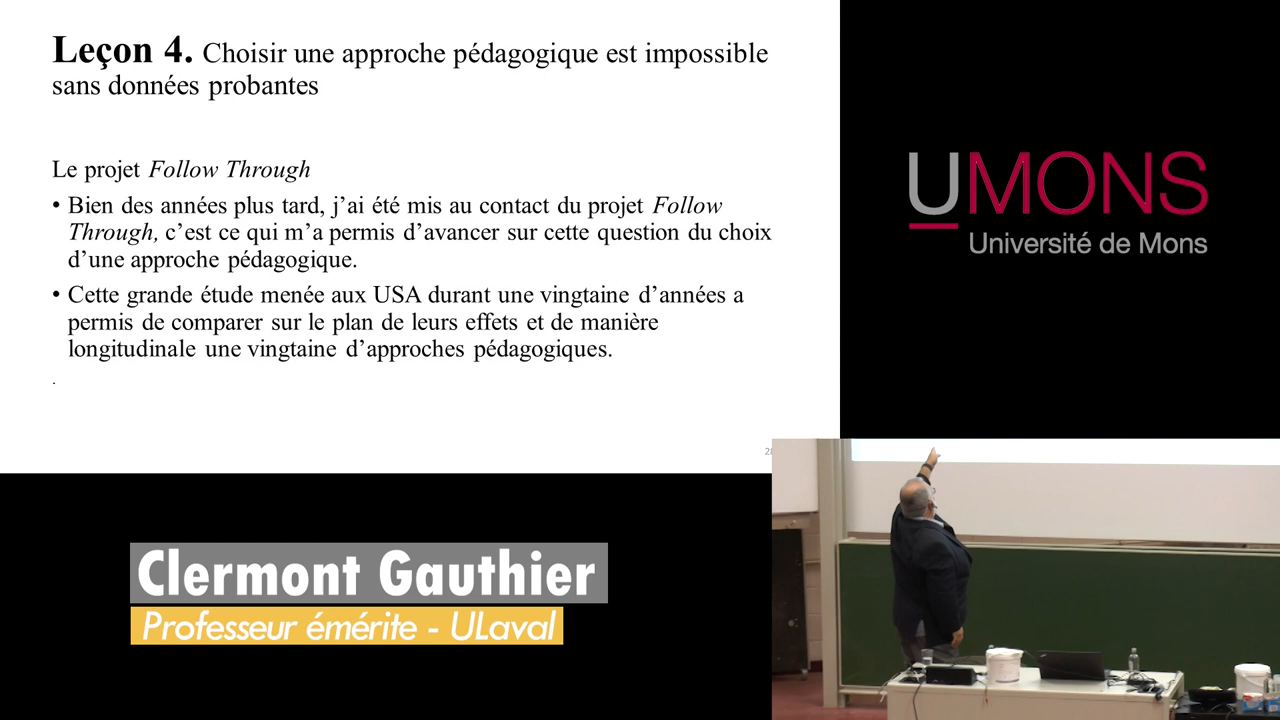 Leçon 4. Choisir une approche pédagogique est impossible
sans données probantes
Le projet Follow Through
• Bien des années plus tard, j’ai été mis au contact du projet Follow
Through, c’est ce qui m’a permis d’avancer sur cette question du choix
d’une approche pédagogique.
• Cette grande étude menée aux USA durant une vingtaine d’années a
permis de comparer sur le plan de leurs effets et de manière
longitudinale une vingtaine d’approches pédagogiques.
.
UMONS
Université de Mons
Clermont Gauthier
Professeur émérite - ULaval